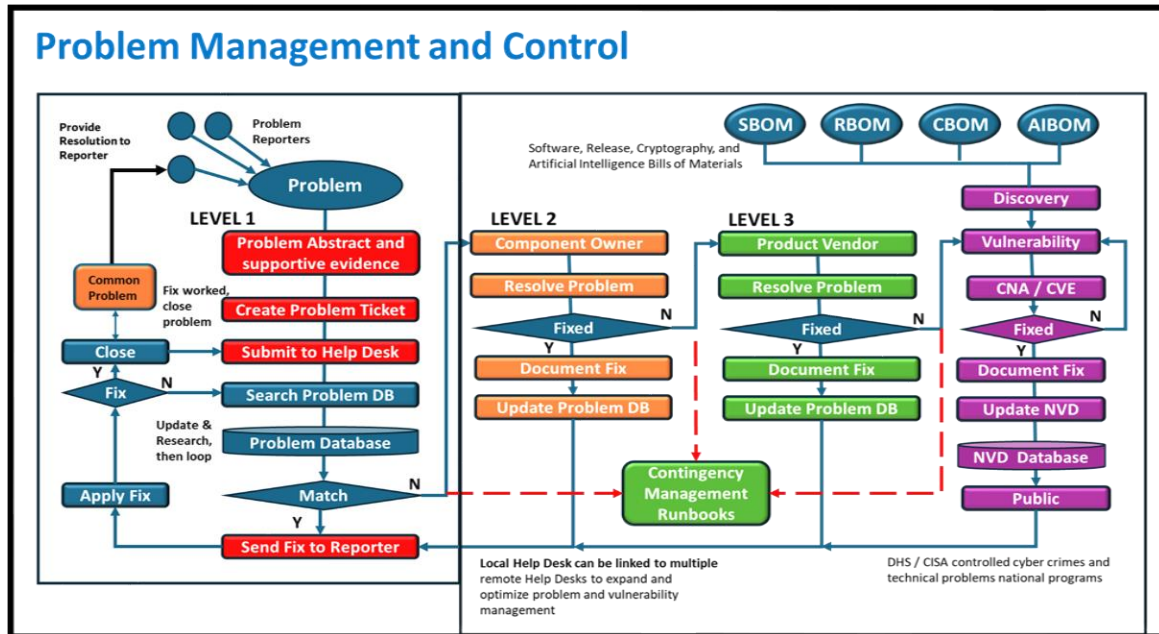 Problem Management and Control
Provide
Resolution to
Reporter
Problem
Reporters
Problem
LEVEL 1
Problem Abstract and
supportive evidence
Common
Problem
Fix worked,
close
problem
Create Problem Ticket
Close
Submit to Help Desk
Y
Fix
N
Search Problem DB
Update &
Research,
then loop
Problem Database
Apply Fix
Match
N
Y
Send Fix to Reporter
SBOM
RBOM
CBOM
AIBOM
Software, Release, Cryptography, and
Artificial Intelligence Bills of Materials
LEVEL 2
Component Owner
Resolve Problem
Fixed
N
Y
Document Fix
Update Problem DB
LEVEL 3
Product Vendor
Resolve Problem
Fixed
N
Y
Document Fix
Update Problem DB
Discovery
Vulnerability
CNA / CVE
Fixed
N
Y
Document Fix
Update NVD
NVD Database
Public
Contingency
Management
Runbooks
Local Help Desk can be linked to multiple
remote Help Desks to expand and
optimize problem and vulnerability
management
DHS / CISA controlled cyber crimes and
technical problems national programs